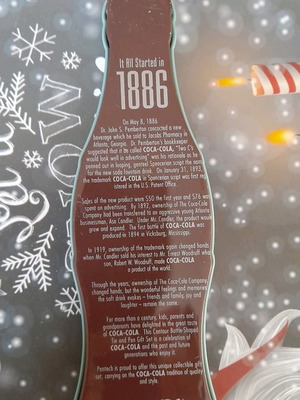 It All Started in
1886
On May 8, 1886
Dr. John S. Pemberton concocted a new
beverage which he sold to Jacobs Pharmacy in
Atlanta, Georgia. Dr. Pemberton's bookkeeper
suggested that it be called COCA-COLA, "Two C's
would look well in advertising" was his rationale as he
penned out in looping, genteel Spencerian script the name
for the new soda fountain drink. On January 31, 1893,
the trademark COCA-COLA in Spencerian script was first reg-
istered in the U.S. Patent Office.
Sales of the new product were $50 the first year and $76 was
spent on advertising. By 1892, ownership of The COCA-COLA
Company had been transferred to an aggressive young Atlanta
businessman, Asa Candler. Under Mr. Candler, the product would
grow and expand. The first bottle of COCA-COLA was
produced in 1894 in Vicksburg, Mississippi.
In 1919, ownership of the trademark again changed hands
when Mr. Candler sold his interest to Mr. Ernest Woodruff whose
son, Robert W. Woodruff, made COCA-COLA
a product of the world.
Through the years, ownership of The Coca-Cola Company
changed hands, but the wonderful feelings and memories
the soft drink evokes - friends and family, joy and
laughter - remain the same.
For more than a century, kids, parents and
grandparents have delighted in the great taste
of COCA-COLA. This Contour Bottle-Shaped
Tin and Pen Gift Set is a celebration of
COCA-COLA and the past and future
generations who enjoy it.
Pentech is proud to offer this unique collectible gift
set, carrying on the COCA-COLA tradition of quality
and style.